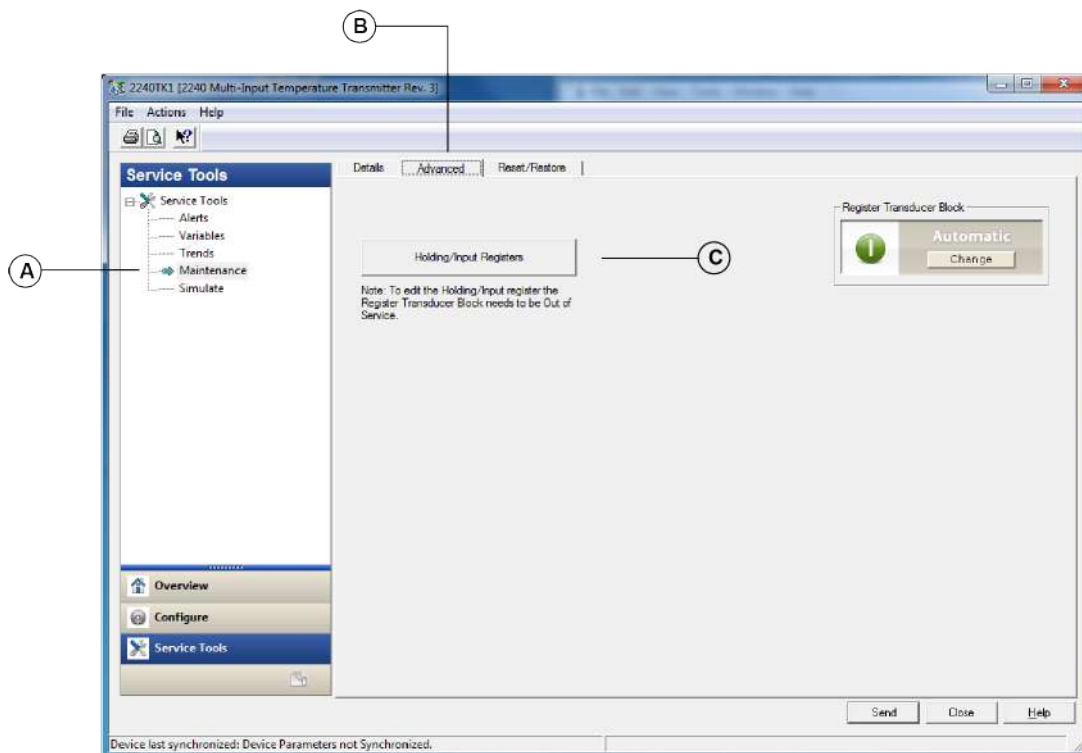 B
2240TK1 [2240 Multi-Input Temperature Transmitter Rev. 3]
File Actions Help
Service Tools
Service Tools
Alerts
Variables
Trends
Maintenance
Simulate
A
Details Advanced Reset/Restore
Holding/Input Registers
C
Note: To edit the Holding/Input register the
Register Transducer Block needs to be Out of
Service.
Register Transducer Block
Automatic
Change
Overview
Configure
Service Tools
Send Close Help
Device last synchronized: Device Parameters not Synchronized.